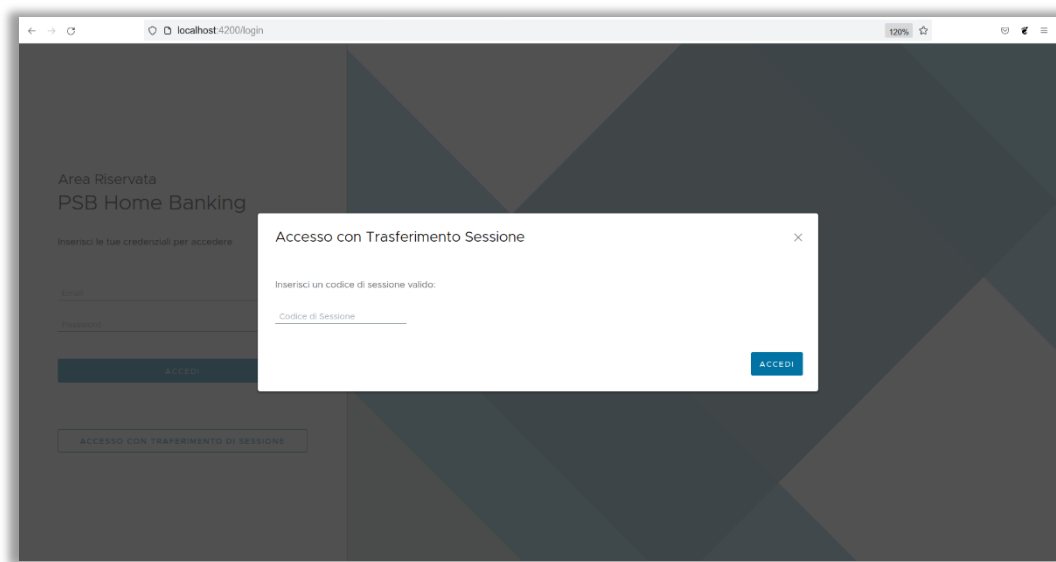 localhost:4200/login
120%
Area Riservata
PSB Home Banking
Inserisci le tue credenziali per accedere
Email
Password
ACCEDI
ACCESSO CON TRAFERIMENTO DI SESSIONE
Accesso con Trasferimento Sessione
Inserisci un codice di sessione valido:
Codice di Sessione
ACCEDI